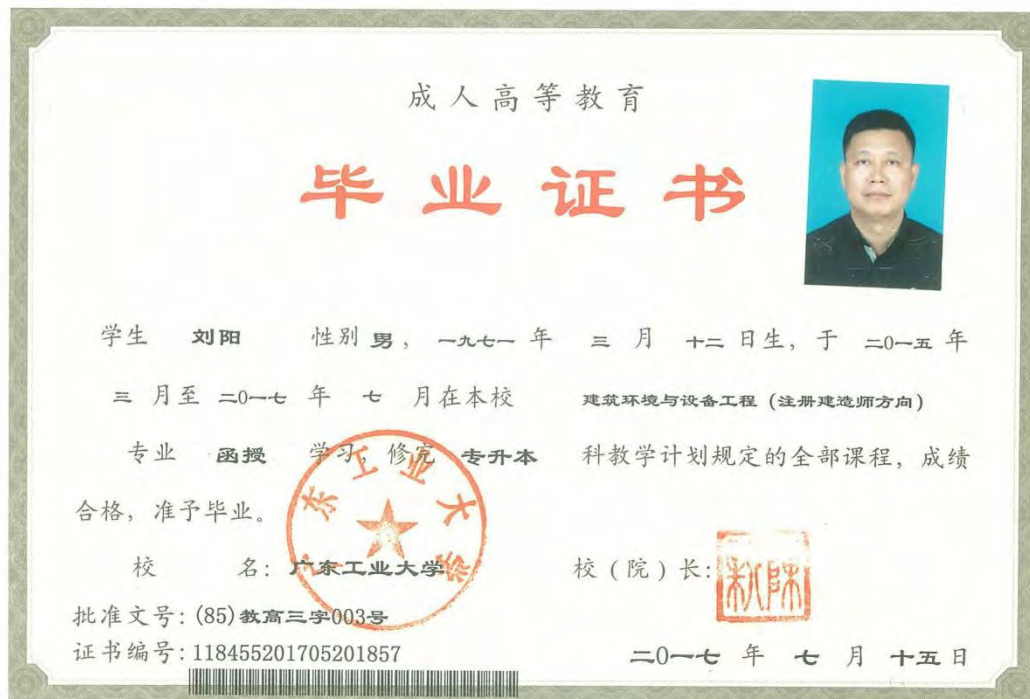 成人高等教育
毕业证书
学生 刘阳 性别 男, 一九七一 年 三 月 十二 日生, 于 二0一五 年
三 月至 二0一七 年 七 月在本校 建筑环境与设备工程 (注册建造师方向)
专业 函授 学习, 修完 专升本 科教学计划规定的全部课程, 成绩
合格, 准予毕业。
校 名: 广东工业大学 校 (院) 长:
批准文号: (85)教高三字003号
证书编号: 118455201705201857
二0一七 年 七 月 十五 日
广东工业大学